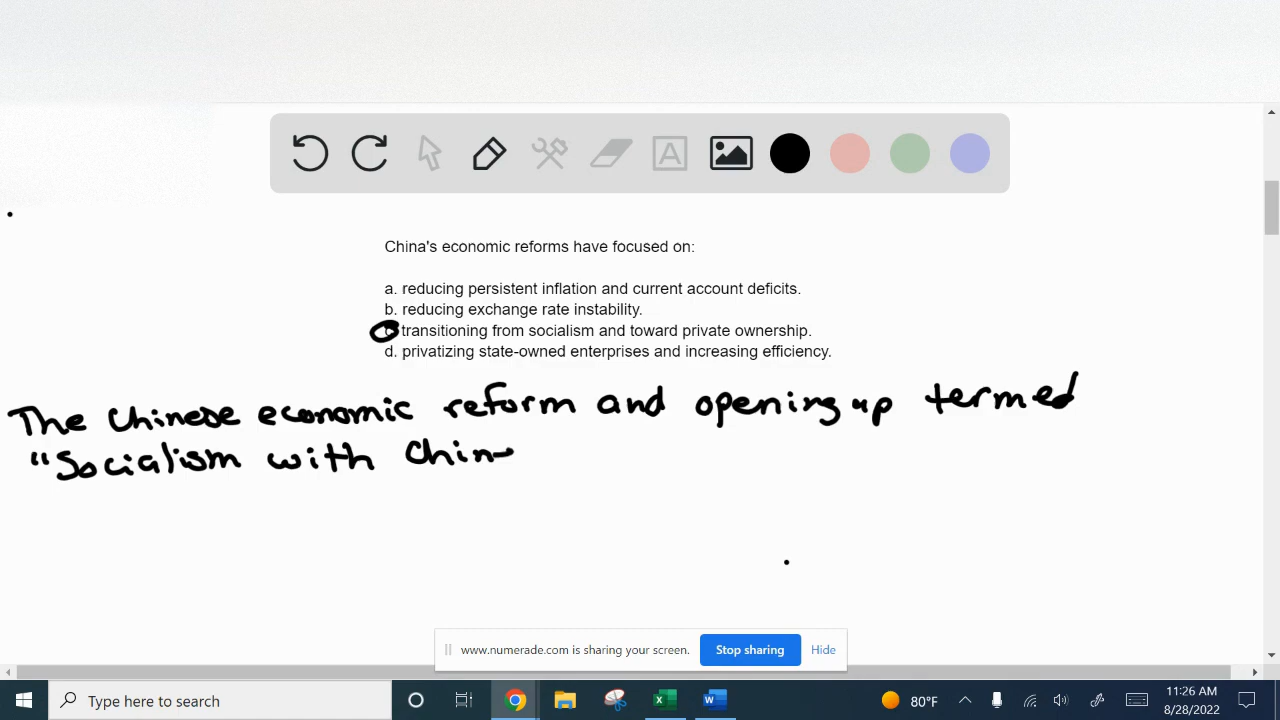 A
China's economic reforms have focused on:
a. reducing persistent inflation and current account deficits.
b. reducing exchange rate instability.
c. transitioning from socialism and toward private ownership.
d. privatizing state-owned enterprises and increasing efficiency.
The Chinese economic reform and opening up termed
"Socialism with Chin
www.numerade.com is sharing your screen.
Stop sharing
Hide
Type here to search
80°F
11:26 AM
8/28/2022